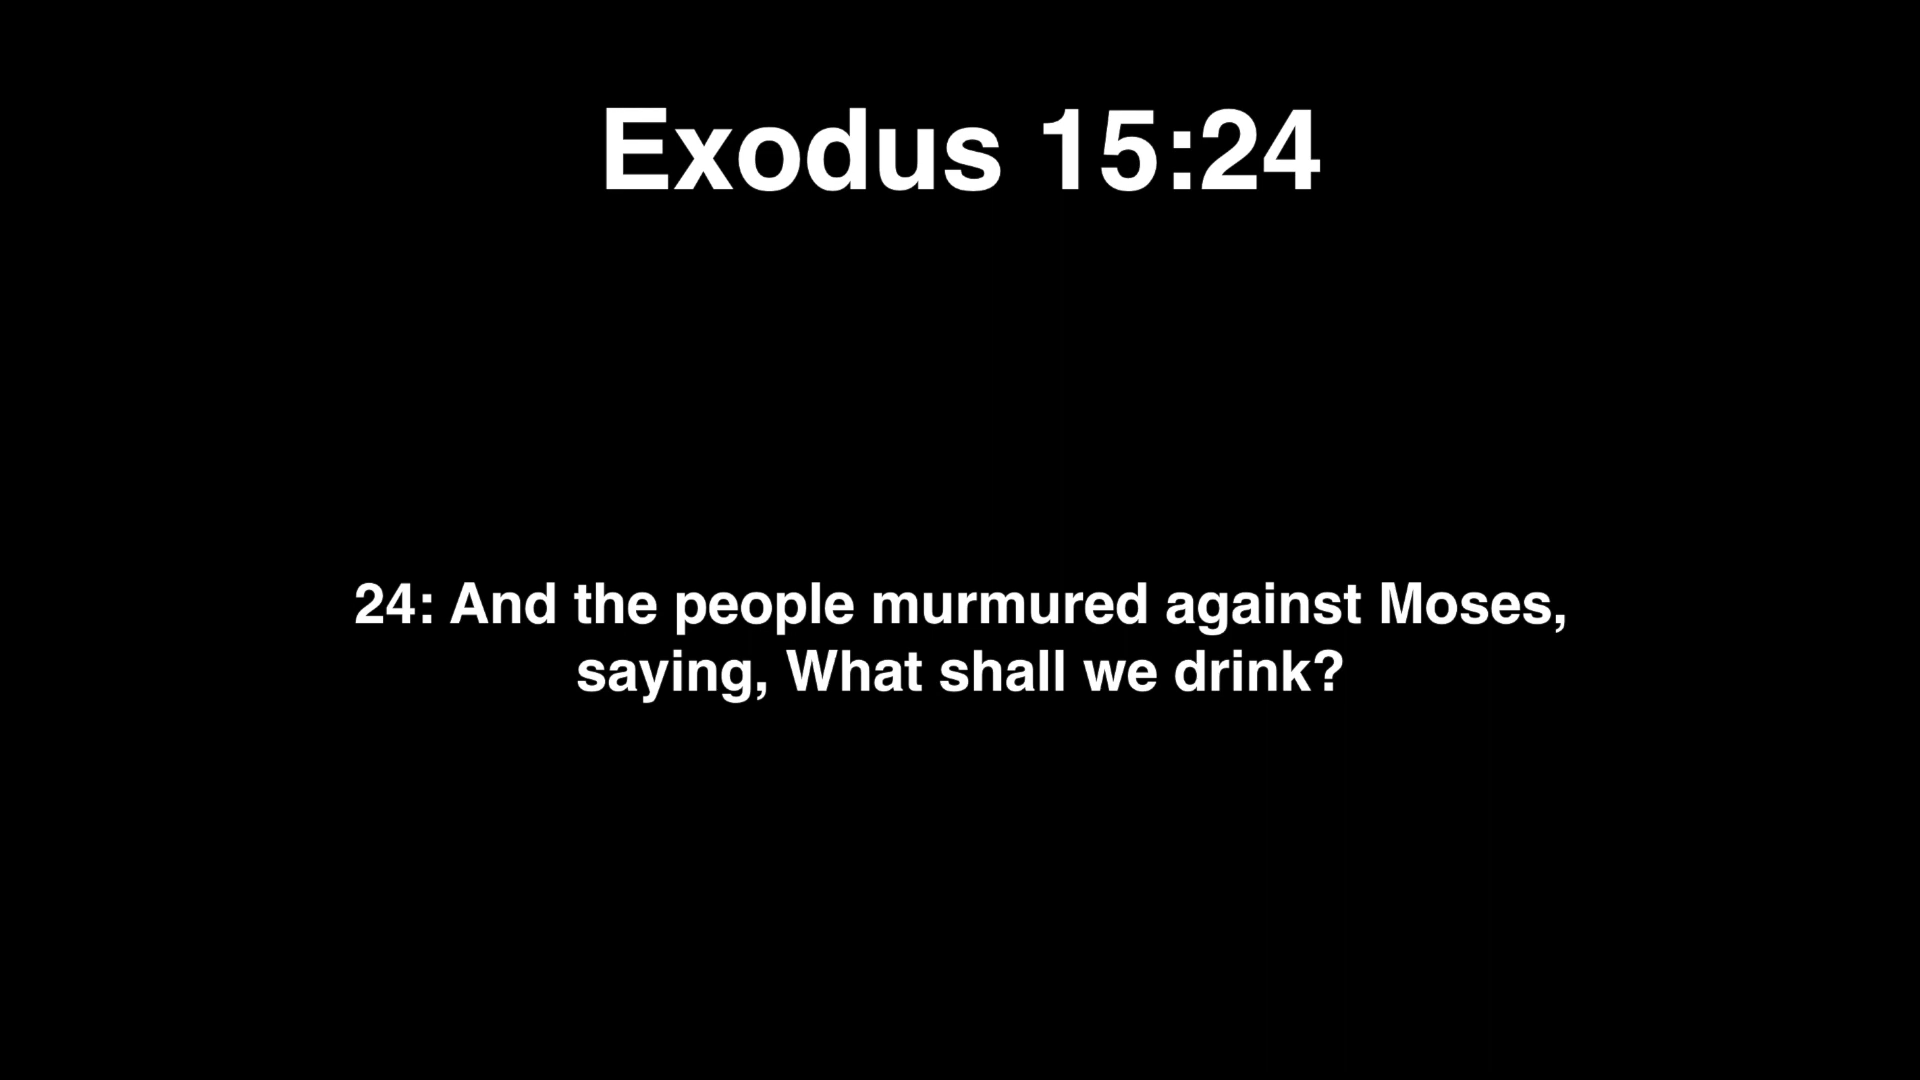 Exodus 15:24
24: And the people murmured against Moses,
saying, What shall we drink?